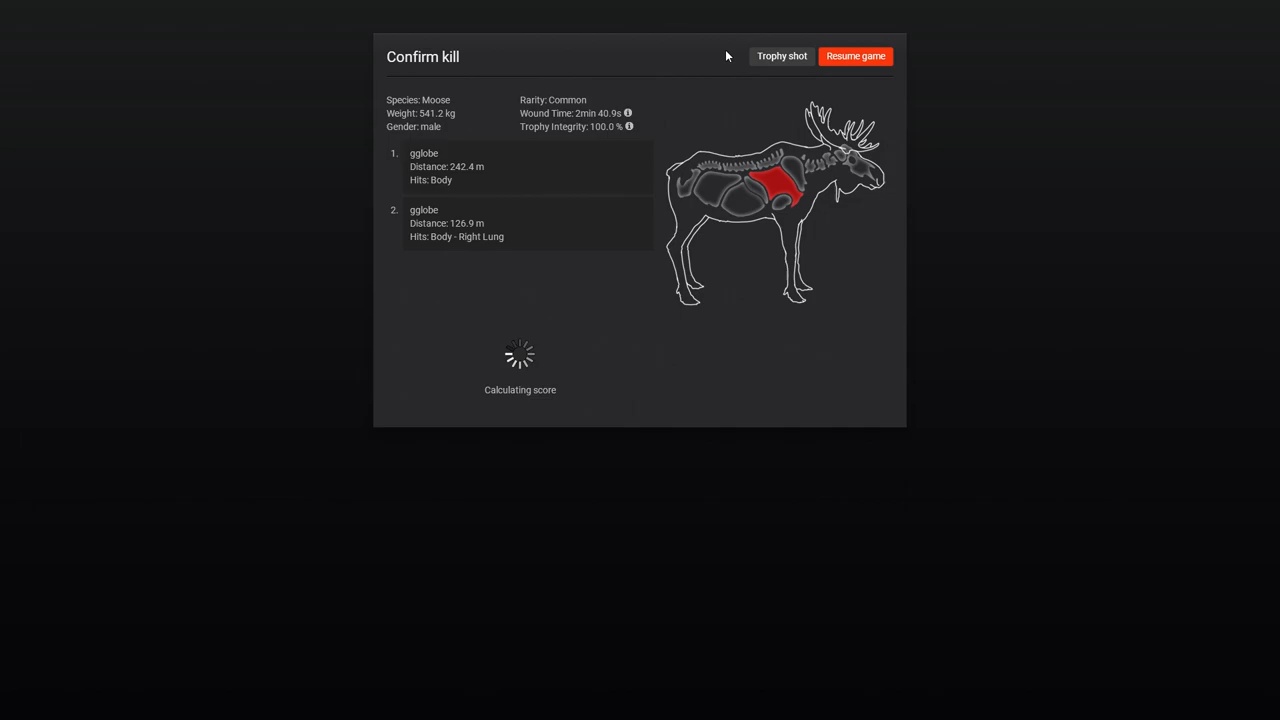 Confirm kill
Trophy shot
Resume game
Species: Moose
Rarity: Common
Weight: 541.2 kg
Wound Time: 2min 40.9s
Gender: male
Trophy Integrity: 100.0 %
1. gglobe
Distance: 242.4 m
Hits: Body
2. gglobe
Distance: 126.9 m
Hits: Body - Right Lung
Calculating score